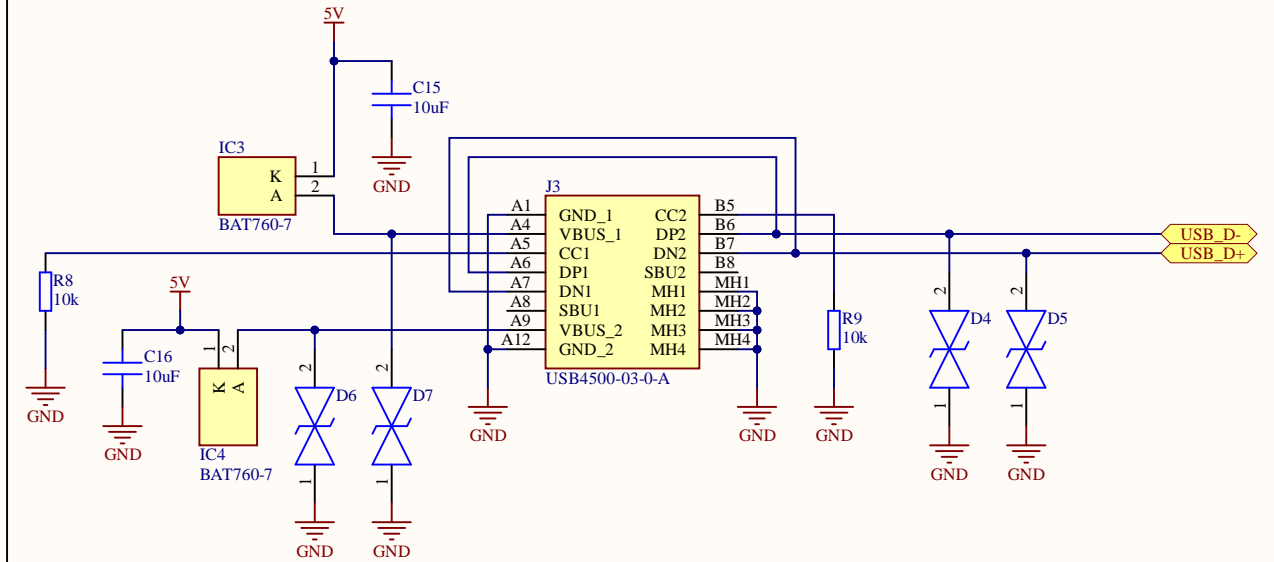 5V
C15
10uF
GND
IC3
K 1
A 2
BAT760-7
J3
A1 GND_1 CC2 B5
A4 VBUS_1 DP2 B6
A5 CC1 DN2 B7
A6 DP1 SBU2 B8
A7 DN1 MH1 MH1
A8 SBU1 MH2 MH2
A9 VBUS_2 MH3 MH3
A12 GND_2 MH4 MH4
USB4500-03-0-A
USB_D-
USB_D+
R8
10k
GND
5V
C16
10uF
GND
1 2
K A
IC4
BAT760-7
2
D6
1
GND
2
D7
1
GND
GND
GND
R9
10k
GND
2
D4
1
GND
2
D5
1
GND